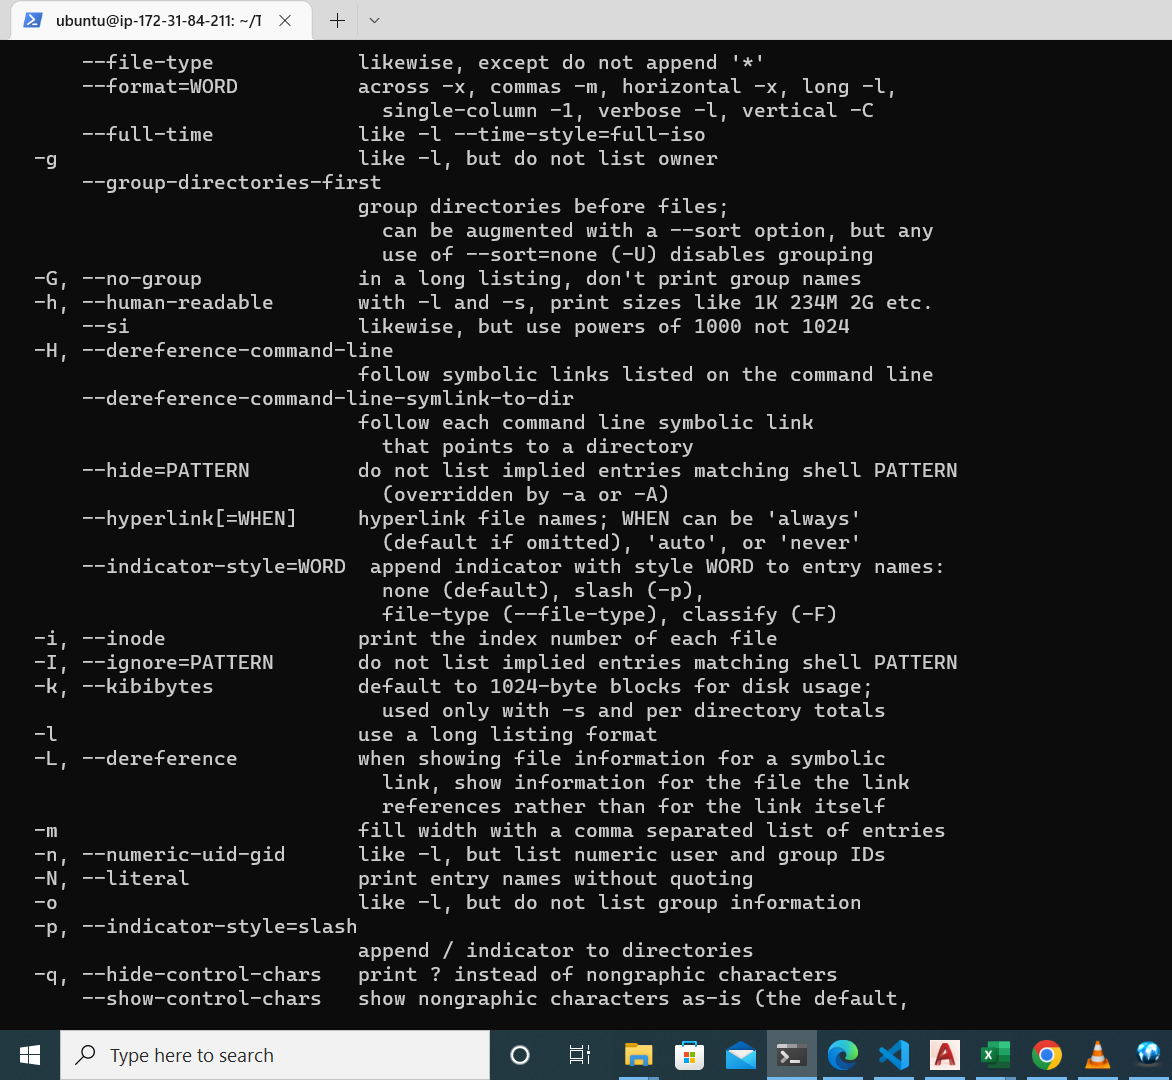 ubuntu@ip-172-31-84-211: ~/T
      --file-type            likewise, except do not append '*'
      --format=WORD          across -x, commas -m, horizontal -x, long -l,
                               single-column -1, verbose -l, vertical -C
      --full-time            like -l --time-style=full-iso
  -g                         like -l, but do not list owner
      --group-directories-first
                             group directories before files;
                               can be augmented with a --sort option, but any
                               use of --sort=none (-U) disables grouping
  -G, --no-group             in a long listing, don't print group names
  -h, --human-readable       with -l and -s, print sizes like 1K 234M 2G etc.
      --si                   likewise, but use powers of 1000 not 1024
  -H, --dereference-command-line
                             follow symbolic links listed on the command line
      --dereference-command-line-symlink-to-dir
                             follow each command line symbolic link
                               that points to a directory
      --hide=PATTERN         do not list implied entries matching shell PATTERN
                               (overridden by -a or -A)
      --hyperlink[=WHEN]     hyperlink file names; WHEN can be 'always'
                               (default if omitted), 'auto', or 'never'
      --indicator-style=WORD  append indicator with style WORD to entry names:
                               none (default), slash (-p),
                               file-type (--file-type), classify (-F)
  -i, --inode                print the index number of each file
  -I, --ignore=PATTERN       do not list implied entries matching shell PATTERN
  -k, --kibibytes            default to 1024-byte blocks for disk usage;
                               used only with -s and per directory totals
  -l                         use a long listing format
  -L, --dereference          when showing file information for a symbolic
                               link, show information for the file the link
                               references rather than for the link itself
  -m                         fill width with a comma separated list of entries
  -n, --numeric-uid-gid      like -l, but list numeric user and group IDs
  -N, --literal              print entry names without quoting
  -o                         like -l, but do not list group information
  -p, --indicator-style=slash
                             append / indicator to directories
  -q, --hide-control-chars   print ? instead of nongraphic characters
      --show-control-chars   show nongraphic characters as-is (the default,
Type here to search